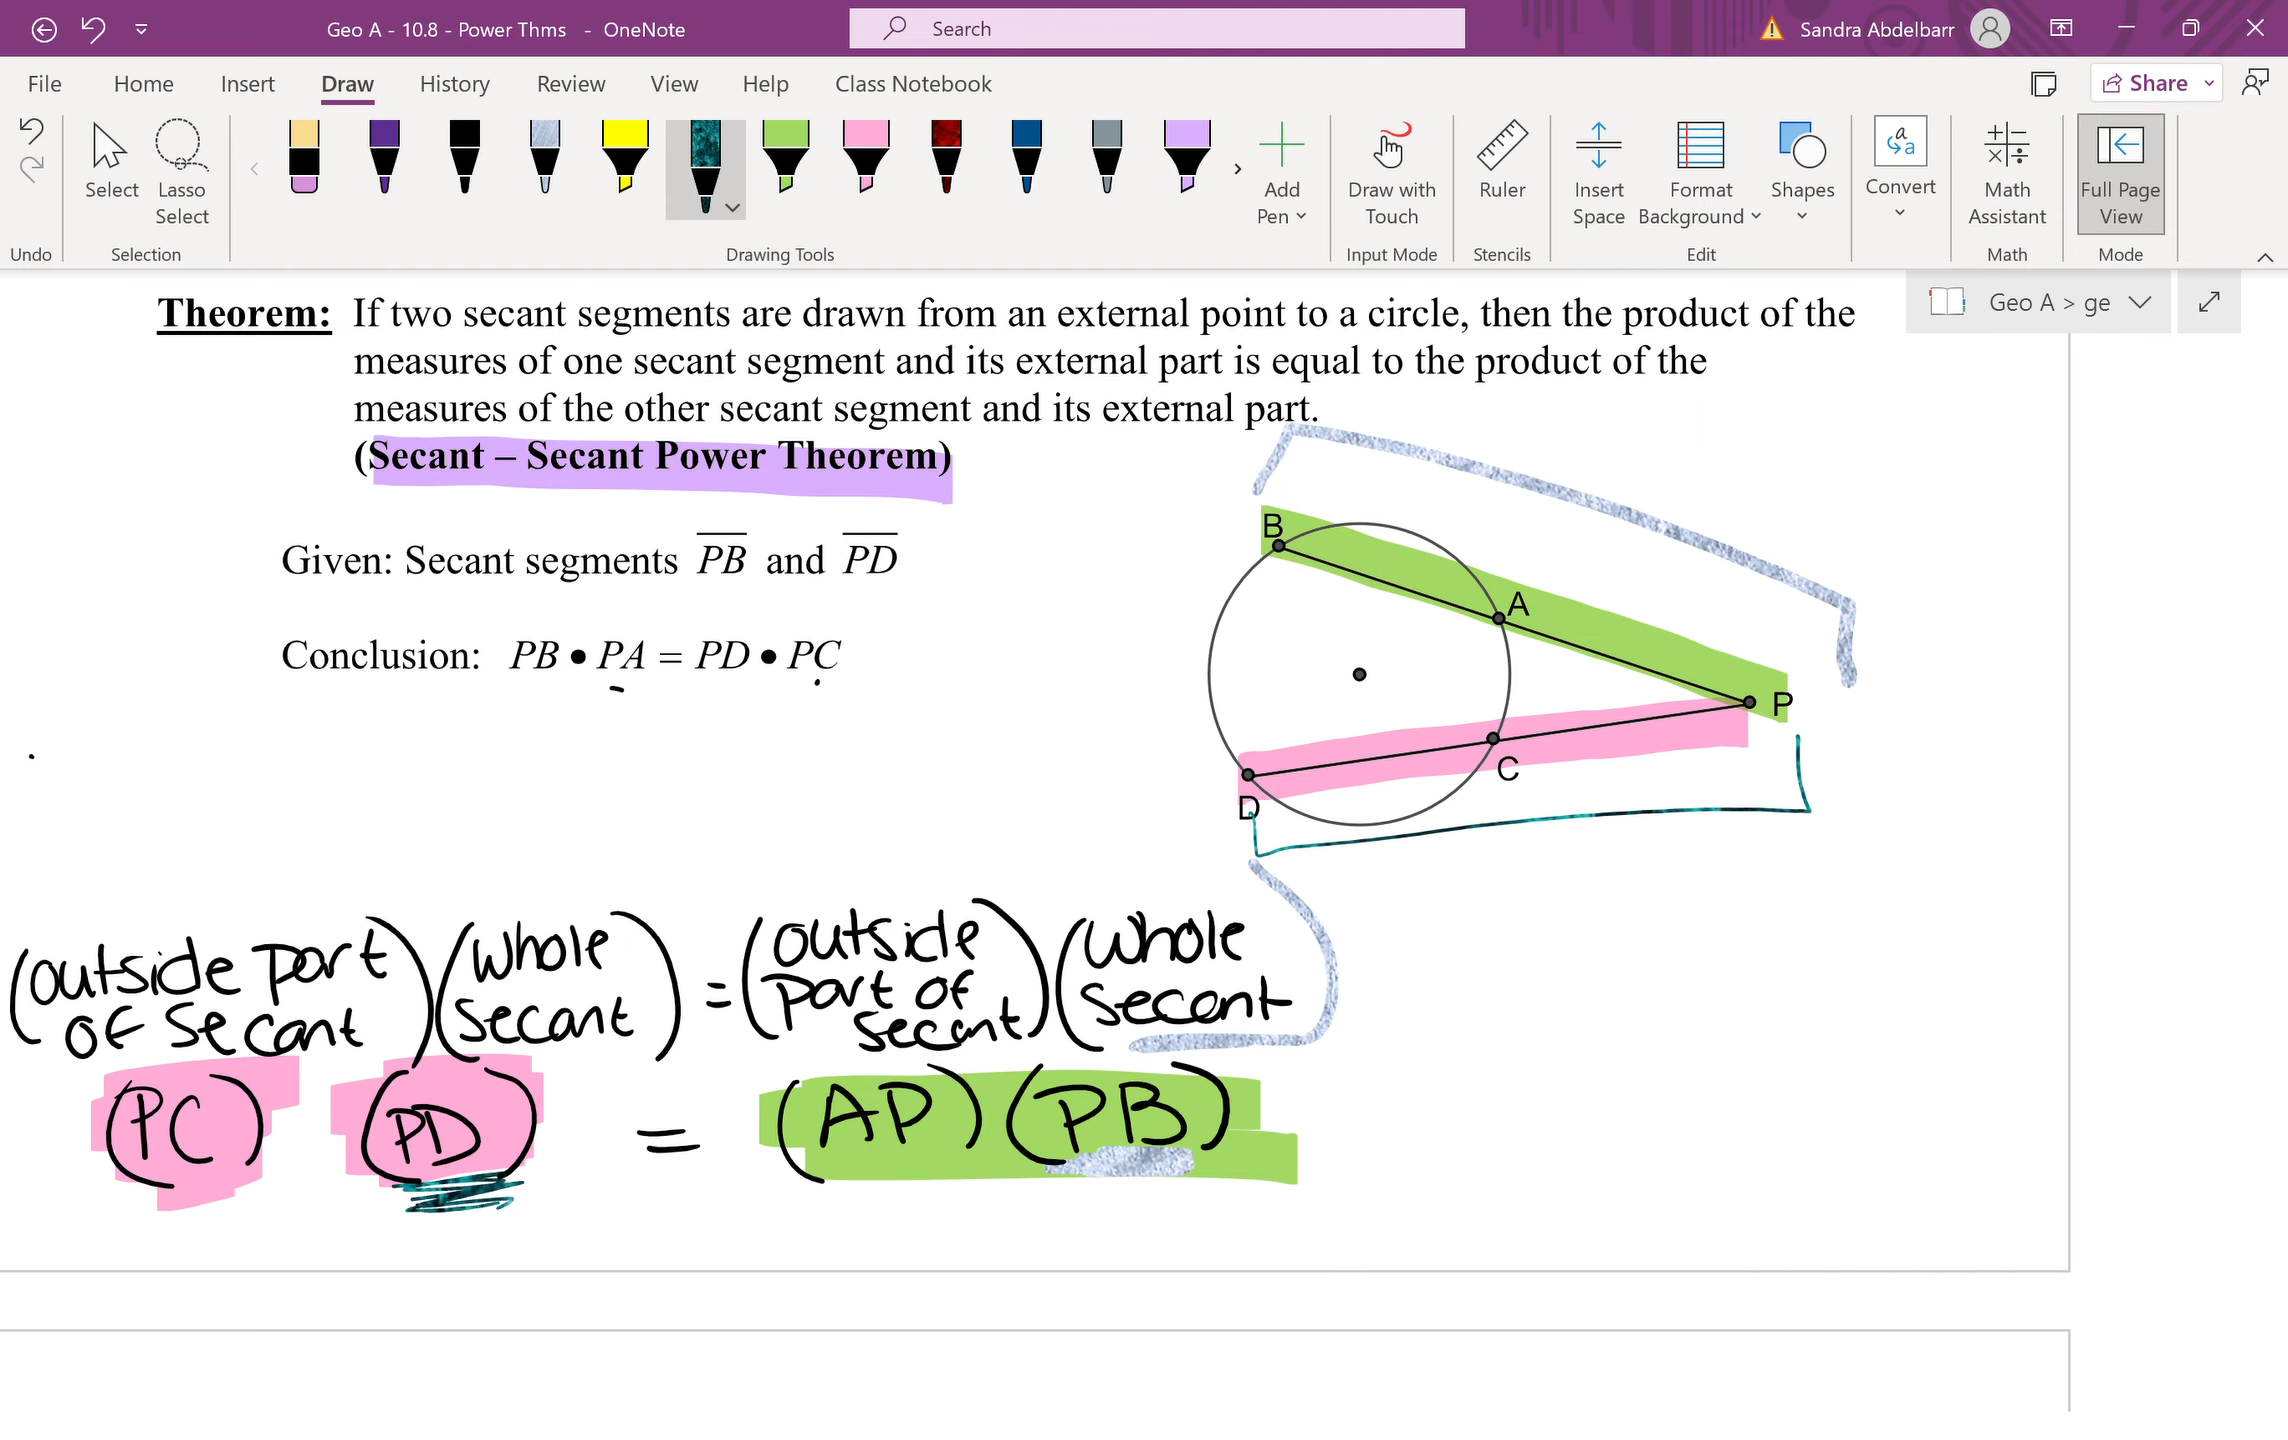 Geo A - 10.8 - Power Thms - OneNote
Search
Sandra Abdelbarr
File Home Insert Draw History Review View Help Class Notebook
Share
Select
Lasso Select
Add Pen
Draw with Touch
Ruler
Insert Space
Format Background
Shapes
Convert
Math Assistant
Full Page View
Undo Selection Drawing Tools Input Mode Stencils Edit Math Mode
Geo A > ge
Theorem: If two secant segments are drawn from an external point to a circle, then the product of the
measures of one secant segment and its external part is equal to the product of the
measures of the other secant segment and its external part.
(Secant – Secant Power Theorem)
Given: Secant segments PB and PD
Conclusion: PB • PA = PD • PC
B
A
P
C
D
(outside part of secant)(whole secant) = (outside part of secant)(whole secant)
(PC) (PD) = (AP)(PB)